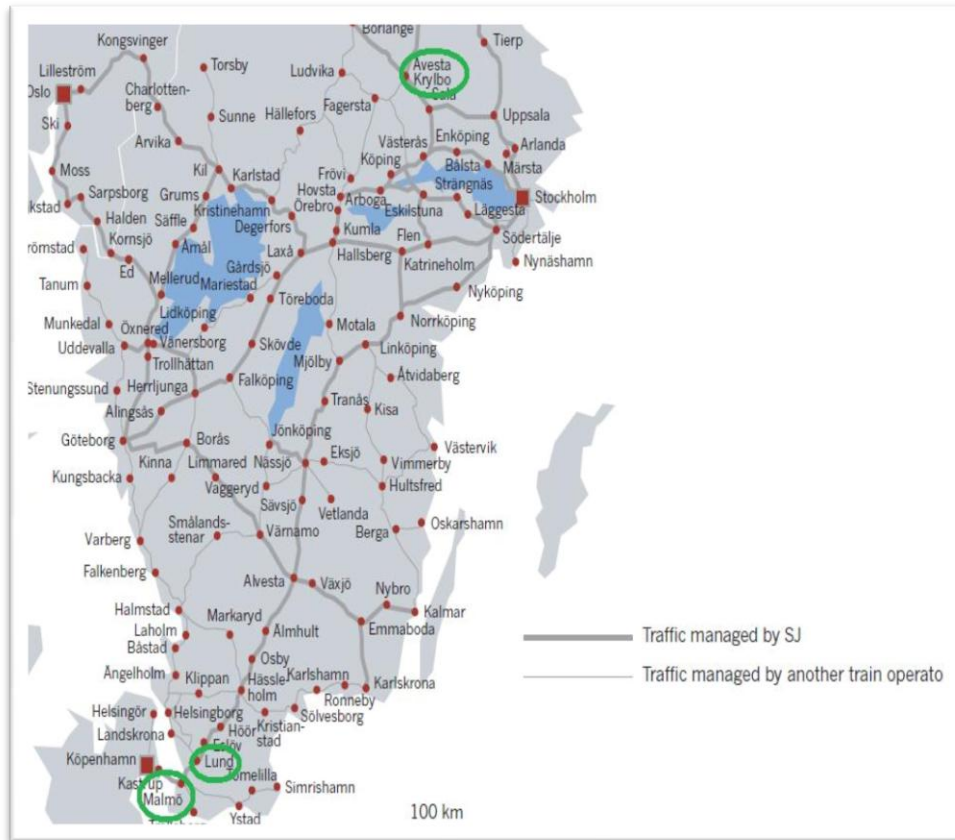 Borlänge
Tierp
Kongsvinger
Avesta
Krylbo
Lilleström
Torsby
Ludvika
Oslo
Charlotten-
berg
Sala
Fagersta
Hällefors
Uppsala
Ski
Sunne
Enköping
Arlanda
Arvika
Västerås
Köping
Bålsta
Märsta
Moss
Kil
Karlstad
Frövi
Strängnäs
Sarpsborg
Grums
Hovsta
Arboga
Stockholm
Kristinehamn
Örebro
Eskilstuna
Läggesta
kstad
Halden
Säffle
Degerfors
Kumla
Flen
Södertälje
Kornsjö
Åmål
Laxå
Hallsberg
Katrineholm
Nynäshamn
römstad
Ed
Gårdsjö
Mellerud
Mariestad
Tanum
Töreboda
Nyköping
Lidköping
Munkedal
Öxnered
Motala
Norrköping
Uddevalla
Vänersborg
Skövde
Linköping
Trollhättan
Mjölby
Stenungssund
Herrljunga
Falköping
Åtvidaberg
Alingsås
Tranås
Kisa
Göteborg
Borås
Jönköping
Västervik
Kinna
Limmared
Nässjö
Eksjö
Vimmerby
Kungsbacka
Vaggeryd
Hultsfred
Sävsjö
Vetlanda
Smålands-
stenar
Oskarshamn
Varberg
Värnamo
Berga
Falkenberg
Alvesta
Växjö
Nybro
Halmstad
Markaryd
Kalmar
Laholm
Älmhult
Emmaboda
Traffic managed by SJ
Båstad
Osby
Ängelholm
Klippan
Hässle-
holm
Karlshamn
Karlskrona
Traffic managed by another train operato
Ronneby
Helsingör
Helsingborg
Kristian-
stad
Sölvesborg
Landskrona
Höör
Eslöv
Köpenhamn
Lund
Kastrup
Tomelilla
Simrishamn
Malmö
Ystad
100 km